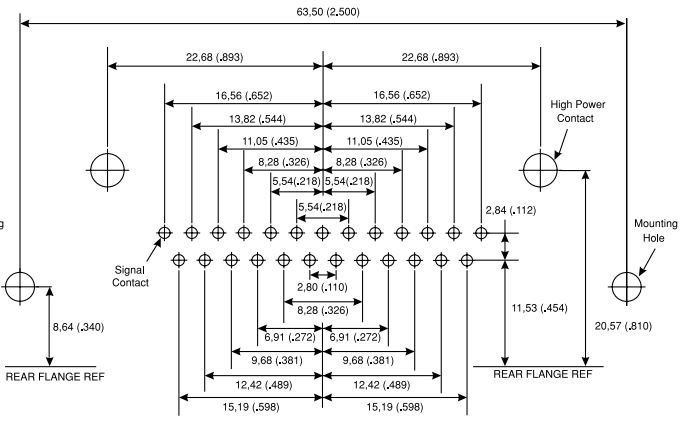 63,50 (2.500)
22,68 (.893) 22,68 (.893)
16,56 (.652) 16,56 (.652)
High Power
Contact
13,82 (.544) 13,82 (.544)
11,05 (.435) 11,05 (.435)
8,28 (.326) 8,28 (.326)
5,54(.218) 5,54(.218)
5,54(.218)
2,84 (.112)
g
Mounting
Hole
Signal
Contact
2,80 (.110)
8,28 (.326)
11,53 (.454)
8,64 (.340)
6,91 (.272) 6,91 (.272)
20,57 (.810)
9,68 (.381) 9,68 (.381)
REAR FLANGE REF REAR FLANGE REF
12,42 (.489) 12,42 (.489)
15,19 (.598) 15,19 (.598)